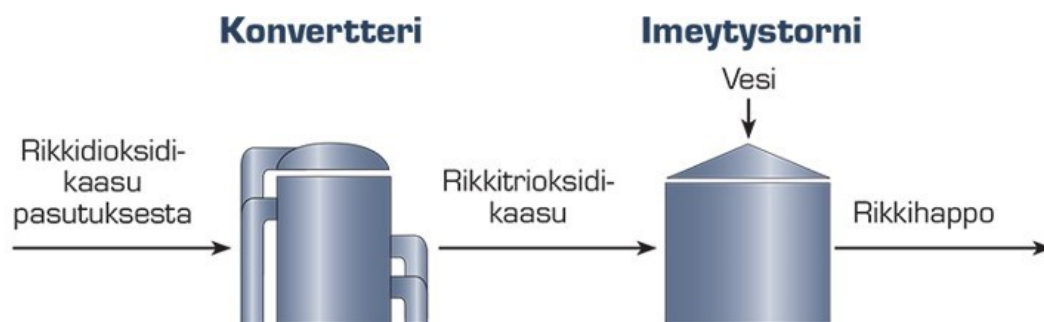 Konvertteri
Imeytystorni
Vesi
Rikkidioksidi-
kaasu
pasutuksesta
Rikkitrioksidi-
kaasu
Rikkihappo